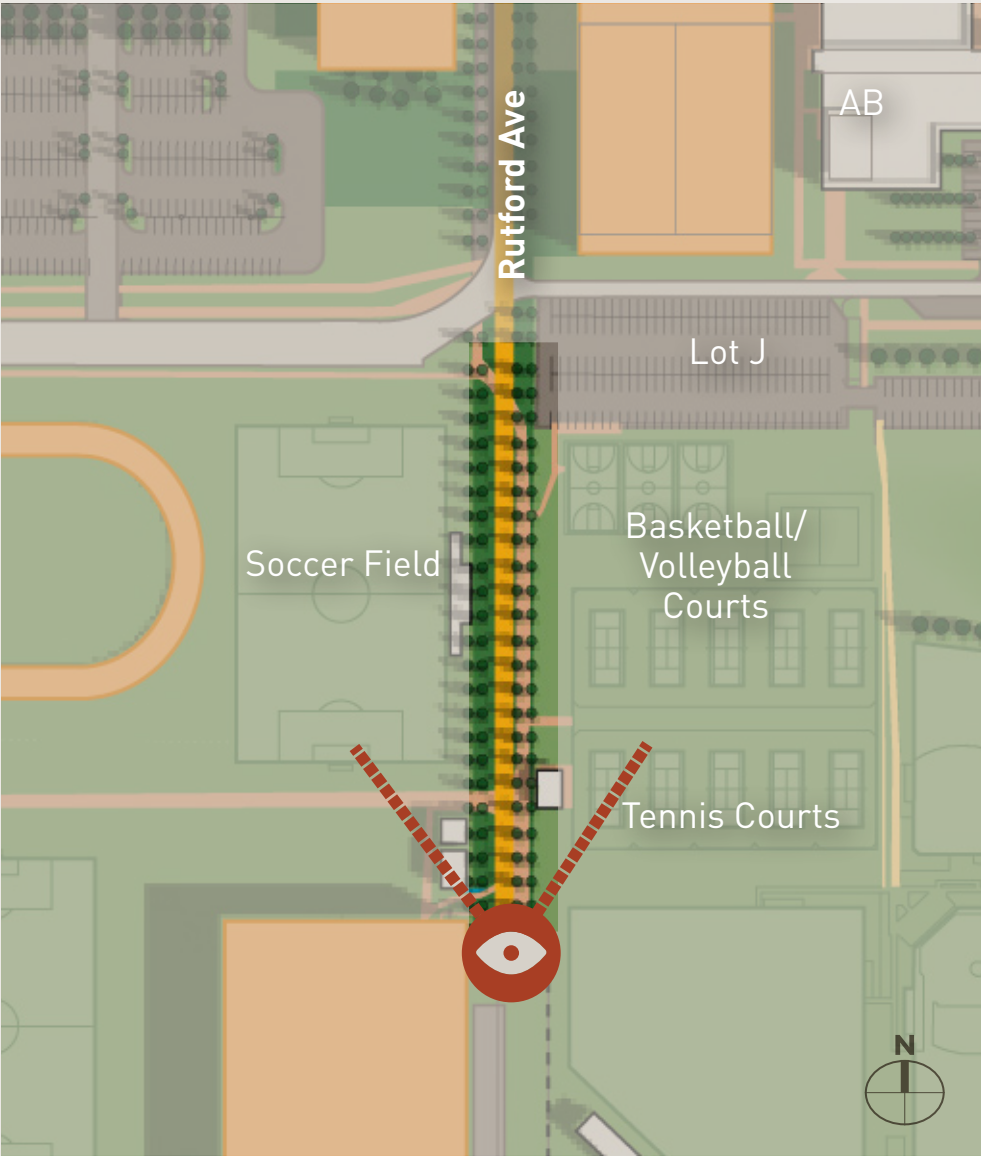 AB
Rutford Ave
Lot J
Basketball/
Volleyball
Courts
Soccer Field
Tennis Courts
N